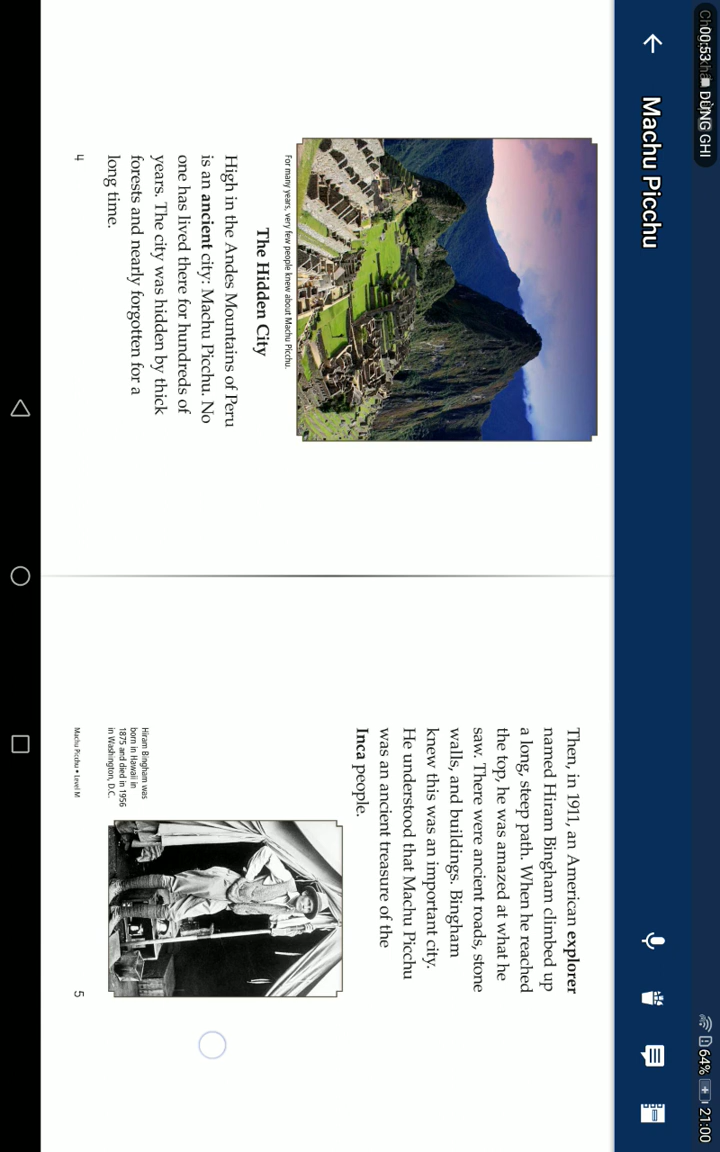 00:53
DỪNG GHI
64%
21:00
Machu Picchu
For many years, very few people knew about Machu Picchu.
The Hidden City
High in the Andes Mountains of Peru
is an ancient city: Machu Picchu. No
one has lived there for hundreds of
years. The city was hidden by thick
forests and nearly forgotten for a
long time.
4
Then, in 1911, an American explorer
named Hiram Bingham climbed up
a long, steep path. When he reached
the top, he was amazed at what he
saw. There were ancient roads, stone
walls, and buildings. Bingham
knew this was an important city.
He understood that Machu Picchu
was an ancient treasure of the
Inca people.
Hiram Bingham was
born in Hawaii in
1875 and died in 1956
in Washington, D.C.
Machu Picchu • Level M
5